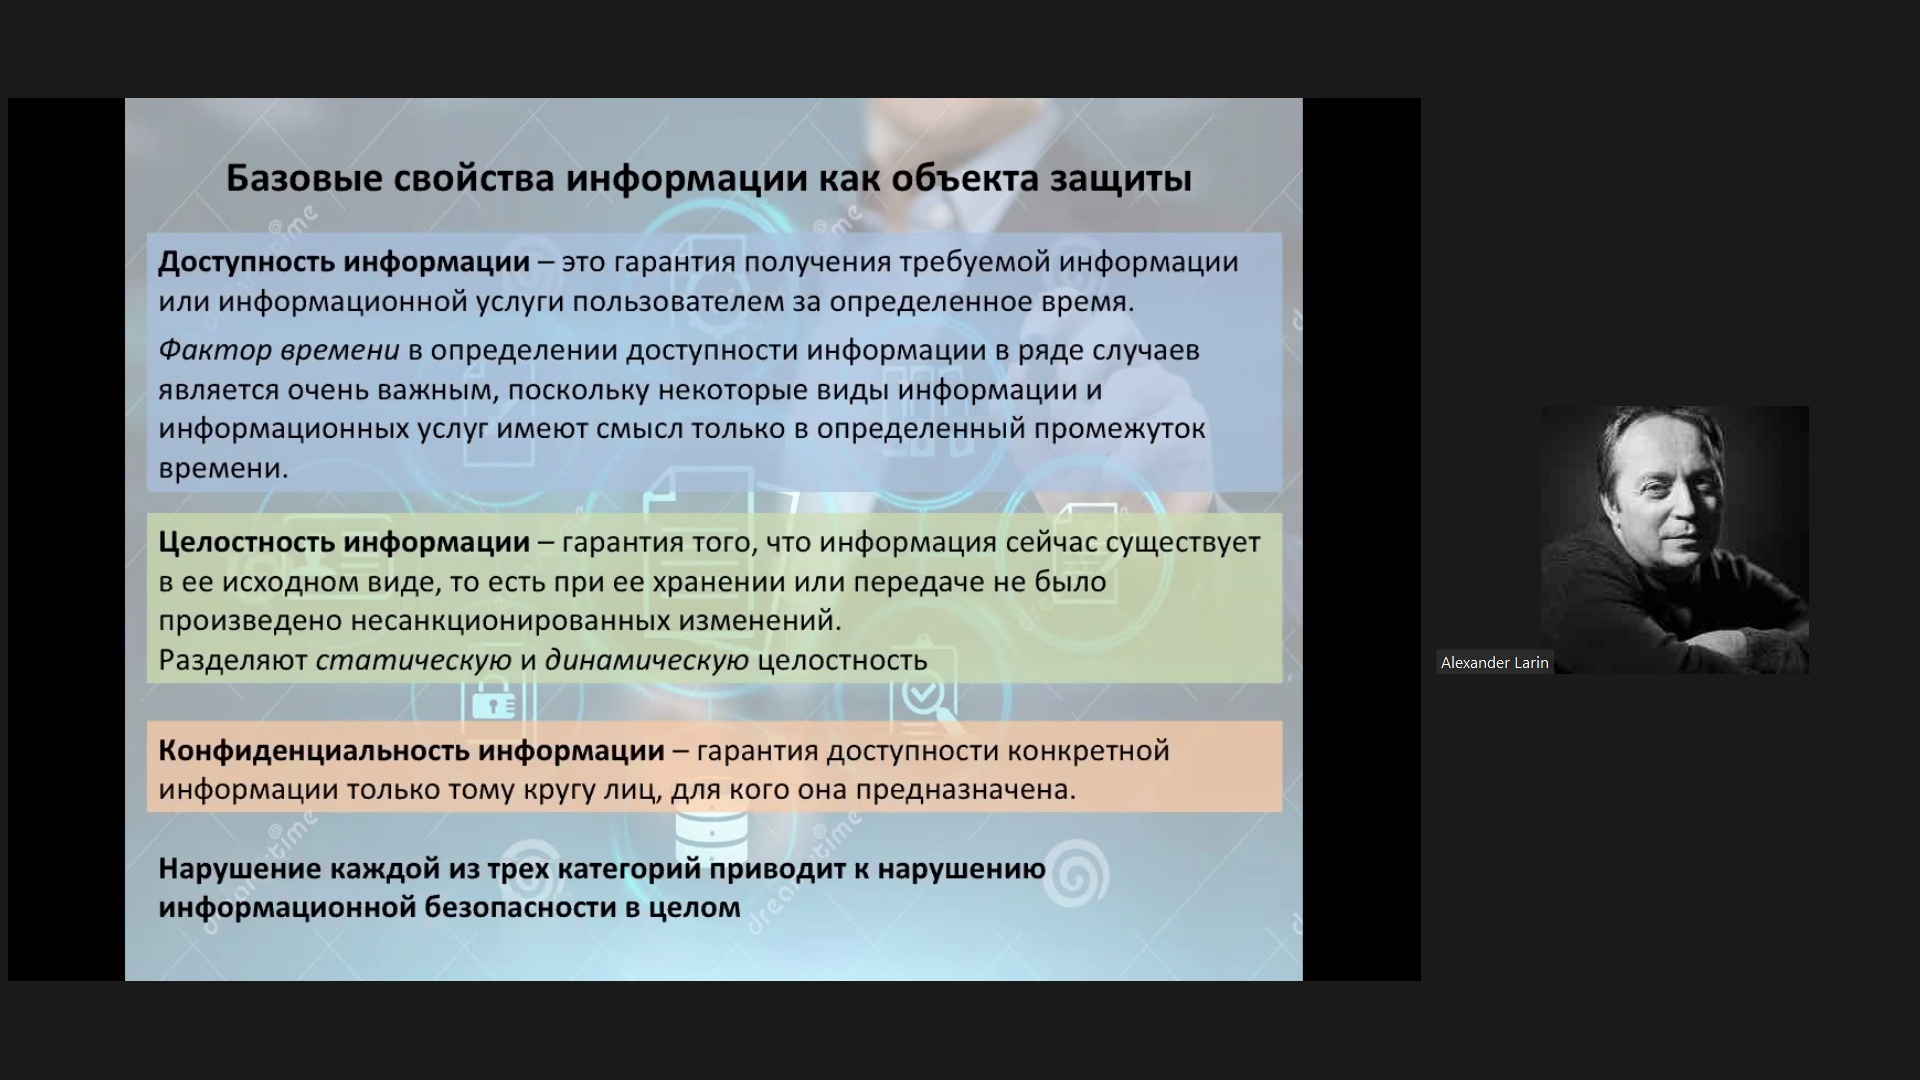 Базовые свойства информации как объекта защиты
Доступность информации – это гарантия получения требуемой информации
или информационной услуги пользователем за определенное время.
Фактор времени в определении доступности информации в ряде случаев
является очень важным, поскольку некоторые виды информации и
информационных услуг имеют смысл только в определенный промежуток
времени.
Целостность информации – гарантия того, что информация сейчас существует
в ее исходном виде, то есть при ее хранении или передаче не было
произведено несанкционированных изменений.
Разделяют статическую и динамическую целостность
Конфиденциальность информации – гарантия доступности конкретной
информации только тому кругу лиц, для кого она предназначена.
Нарушение каждой из трех категорий приводит к нарушению
информационной безопасности в целом
Alexander Larin
dreamstime
dreamstime